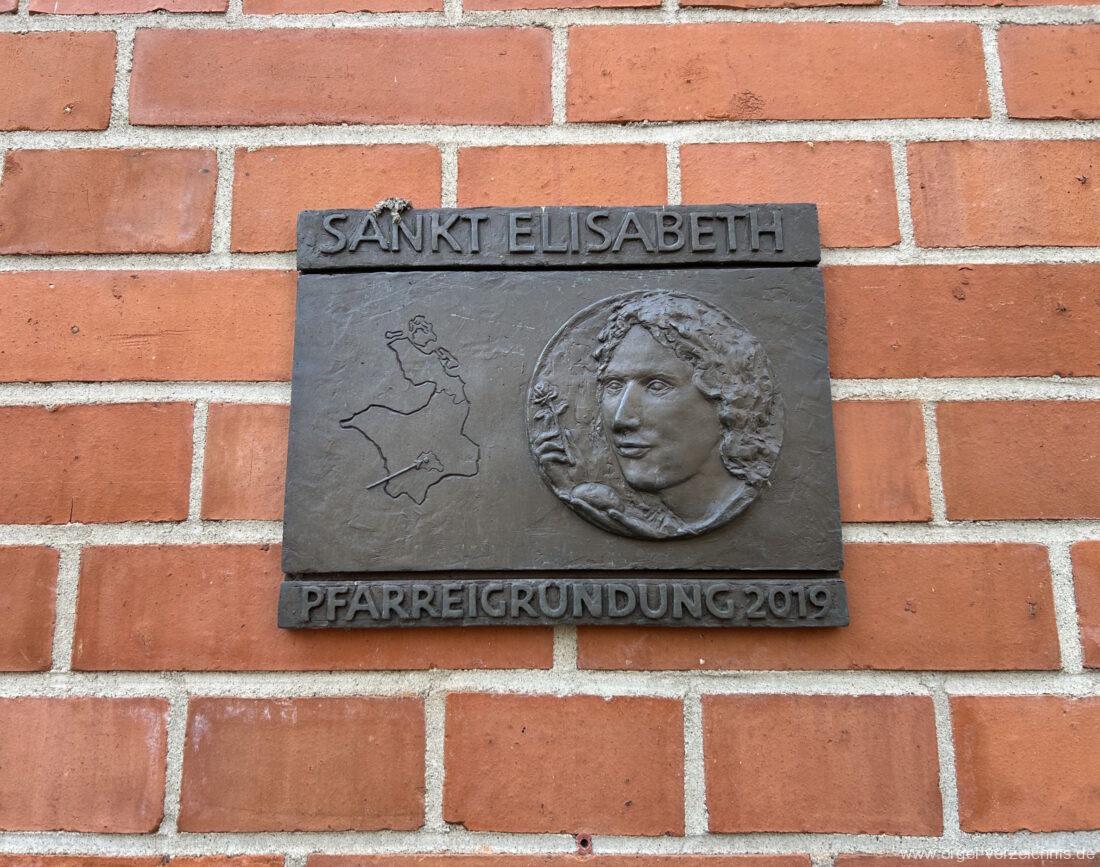 SANKT ELISABETH
PFARREIGRÜNDUNG 2019
www.orgel-verzeichnis.de